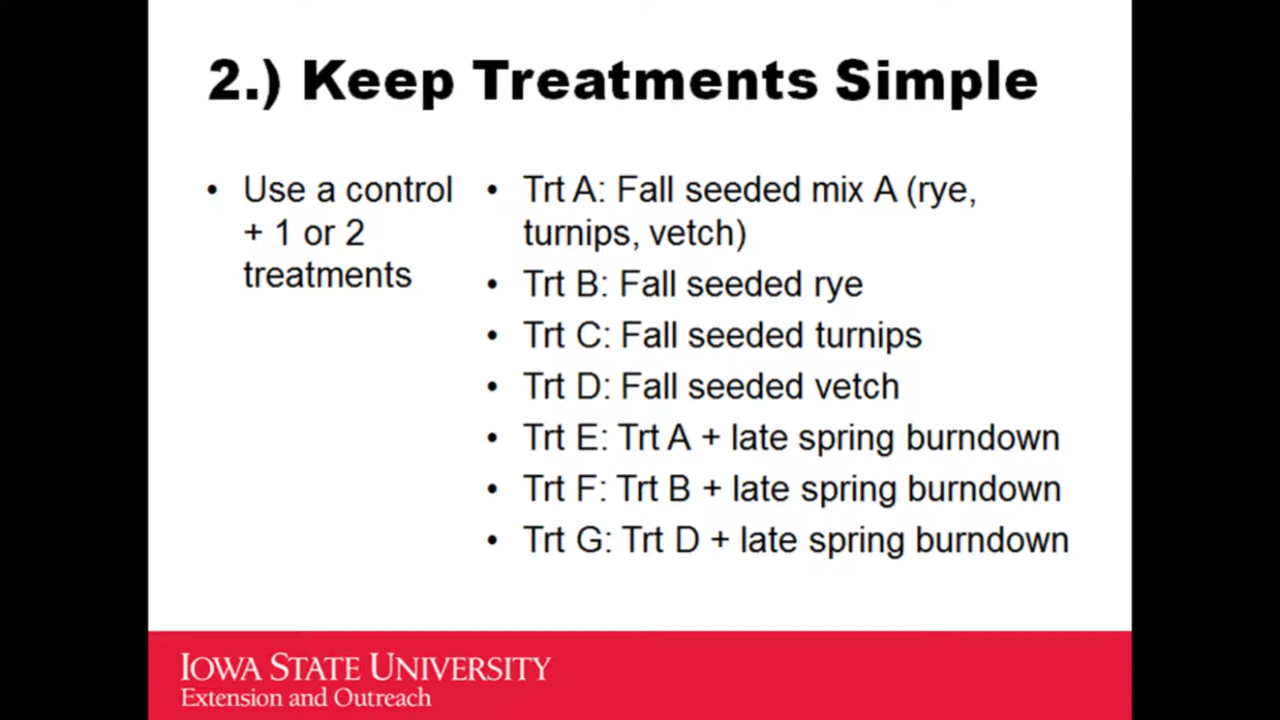 2.) Keep Treatments Simple
• Use a control
+ 1 or 2
treatments
• Trt A: Fall seeded mix A (rye,
turnips, vetch)
• Trt B: Fall seeded rye
• Trt C: Fall seeded turnips
• Trt D: Fall seeded vetch
• Trt E: Trt A + late spring burndown
• Trt F: Trt B + late spring burndown
• Trt G: Trt D + late spring burndown
IOWA STATE UNIVERSITY
Extension and Outreach